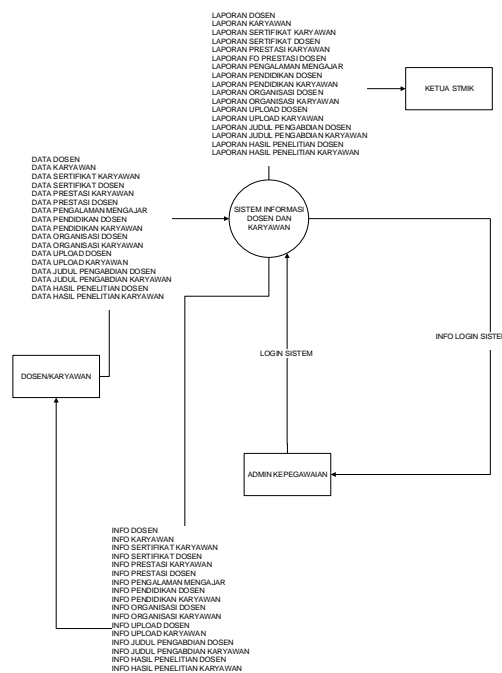 LAPORAN DOSEN
LAPORAN KARYAWAN
LAPORAN SERTIFIKAT KARYAWAN
LAPORAN SERTIFIKAT DOSEN
LAPORAN PRESTASI KARYAWAN
LAPORAN FO PRESTASI DOSEN
LAPORAN PENGALAMAN MENGAJAR
LAPORAN PENDIDIKAN DOSEN
LAPORAN PENDIDIKAN KARYAWAN
LAPORAN ORGANISASI DOSEN
LAPORAN ORGANISASI KARYAWAN
LAPORAN UPLOAD DOSEN
LAPORAN UPLOAD KARYAWAN
LAPORAN JUDUL PENGABDIAN DOSEN
LAPORAN JUDUL PENGABDIAN KARYAWAN
LAPORAN HASIL PENELITIAN DOSEN
LAPORAN HASIL PENELITIAN KARYAWAN
KETUA STMIK
DATA DOSEN
DATA KARYAWAN
DATA SERTIFIKAT KARYAWAN
DATA SERTIFIKAT DOSEN
DATA PRESTASI KARYAWAN
DATA PRESTASI DOSEN
DATA PENGALAMAN MENGAJAR
DATA PENDIDIKAN DOSEN
DATA PENDIDIKAN KARYAWAN
DATA ORGANISASI DOSEN
DATA ORGANISASI KARYAWAN
DATA UPLOAD DOSEN
DATA UPLOAD KARYAWAN
DATA JUDUL PENGABDIAN DOSEN
DATA JUDUL PENGABDIAN KARYAWAN
DATA HASIL PENELITIAN DOSEN
DATA HASIL PENELITIAN KARYAWAN
SISTEM INFORMASI
DOSEN DAN
KARYAWAN
INFO LOGIN SISTE
LOGIN SISTEM
DOSEN/KARYAWAN
ADMIN KEPEGAWAIAN
INFO DOSEN
INFO KARYAWAN
INFO SERTIFIKAT KARYAWAN
INFO SERTIFIKAT DOSEN
INFO PRESTASI KARYAWAN
INFO PRESTASI DOSEN
INFO PENGALAMAN MENGAJAR
INFO PENDIDIKAN DOSEN
INFO PENDIDIKAN KARYAWAN
INFO ORGANISASI DOSEN
INFO ORGANISASI KARYAWAN
INFO UPLOAD DOSEN
INFO UPLOAD KARYAWAN
INFO JUDUL PENGABDIAN DOSEN
INFO JUDUL PENGABDIAN KARYAWAN
INFO HASIL PENELITIAN DOSEN
INFO HASIL PENELITIAN KARYAWAN